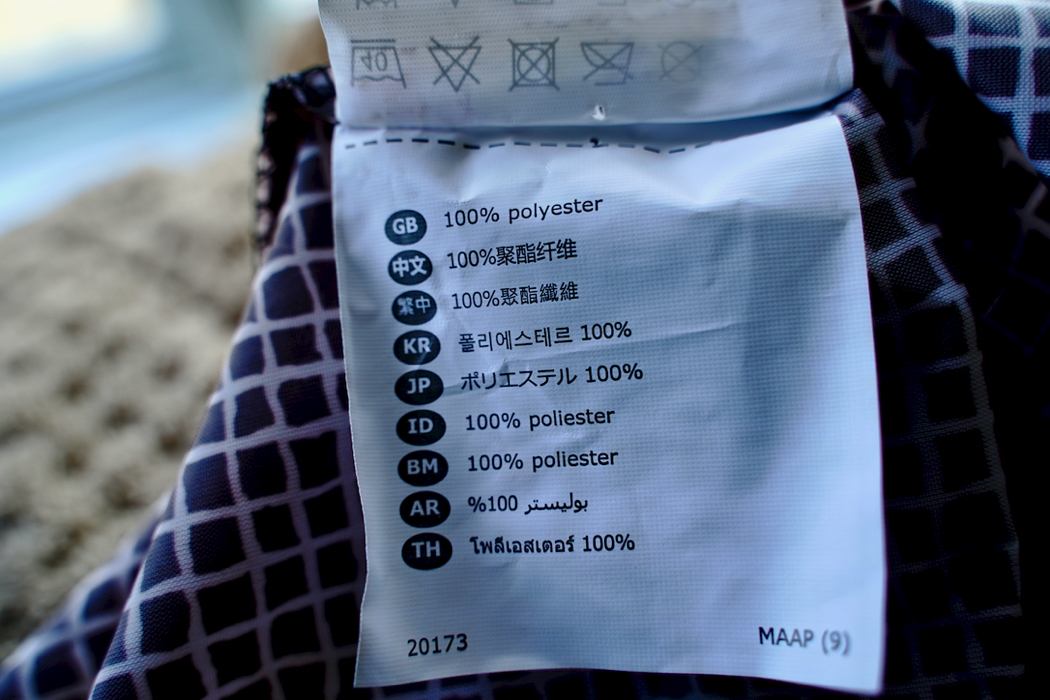 40
GB 100% polyester
中文 100%聚酯纤维
繁中 100%聚酯纖維
KR 폴리에스테르 100%
JP ポリエステル 100%
ID 100% poliester
BM 100% poliester
AR بوليستر 100%
TH โพลีเอสเตอร์ 100%
20173 MAAP (9)